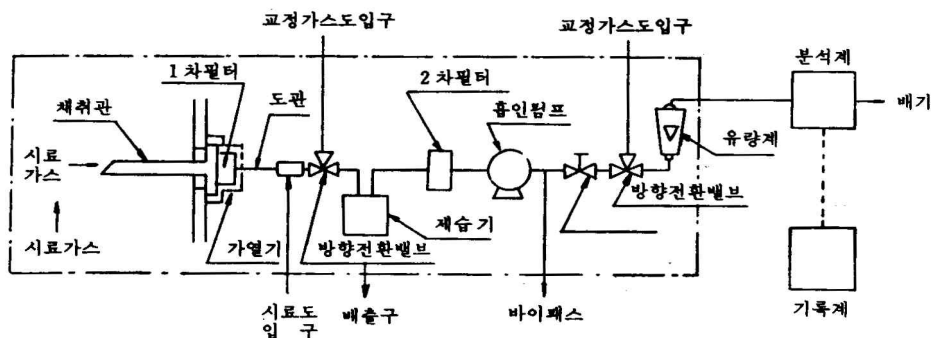 교정가스도입구
교정가스도입구
1차필터
2차필터
분석계
채취관
도관
흡인펌프
배기
유량계
시료
가스
방향전환밸브
제습기
시료가스
가열기
방향전환밸브
시료도
입 구
배출구
바이패스
기록계